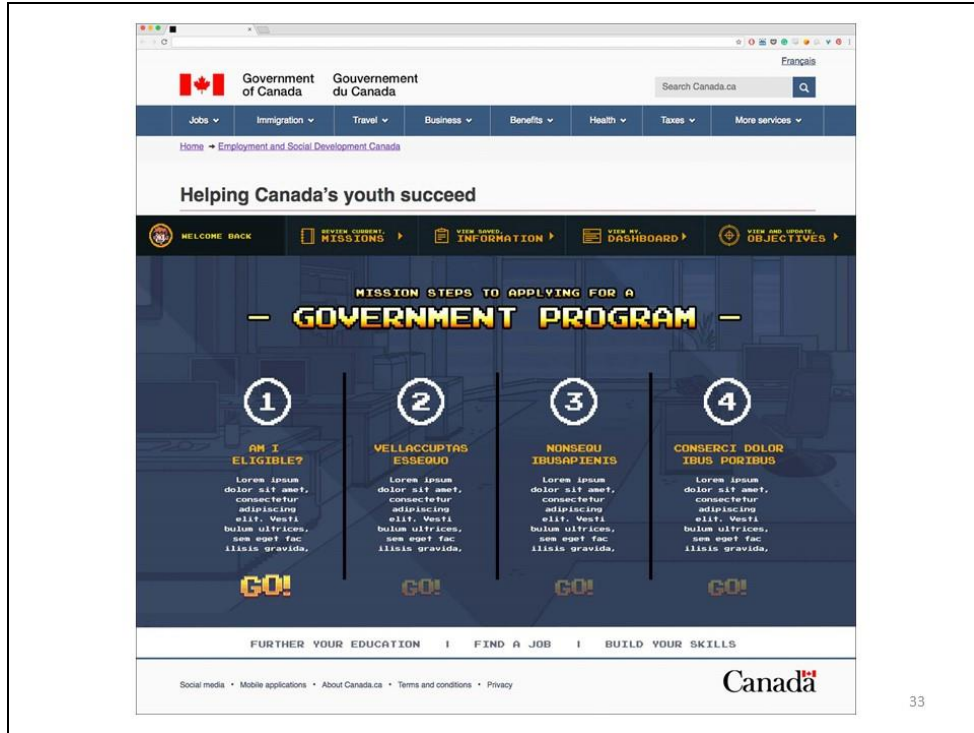 Français
Government of Canada
Gouvernement du Canada
Search Canada.ca
Jobs Immigration Travel Business Benefits Health Taxes More services
Home → Employment and Social Development Canada
Helping Canada's youth succeed
WELCOME BACK
REVIEW CURRENT,
MISSIONS
VIEW SAVED,
INFORMATION
VIEW MY,
DASHBOARD
VIEW AND UPDATE,
OBJECTIVES
MISSION STEPS TO APPLYING FOR A
— GOVERNMENT PROGRAM —
1
AM I
ELIGIBLE?
Lorem ipsum
dolor sit amet,
consectetur
adipiscing
elit. Vesti
bulum ultrices,
sem eget fac
ilisis gravida,
GO!
2
VELLACCUPTAS
ESSEQUO
Lorem ipsum
dolor sit amet,
consectetur
adipiscing
elit. Vesti
bulum ultrices,
sem eget fac
ilisis gravida,
GO!
3
NONSEQU
IBUSAPIENIS
Lorem ipsum
dolor sit amet,
consectetur
adipiscing
elit. Vesti
bulum ultrices,
sem eget fac
ilisis gravida,
GO!
4
CONSERCI DOLOR
IBUS PORIBUS
Lorem ipsum
dolor sit amet,
consectetur
adipiscing
elit. Vesti
bulum ultrices,
sem eget fac
ilisis gravida,
GO!
FURTHER YOUR EDUCATION | FIND A JOB | BUILD YOUR SKILLS
Social media • Mobile applications • About Canada.ca • Terms and conditions • Privacy
Canada
33